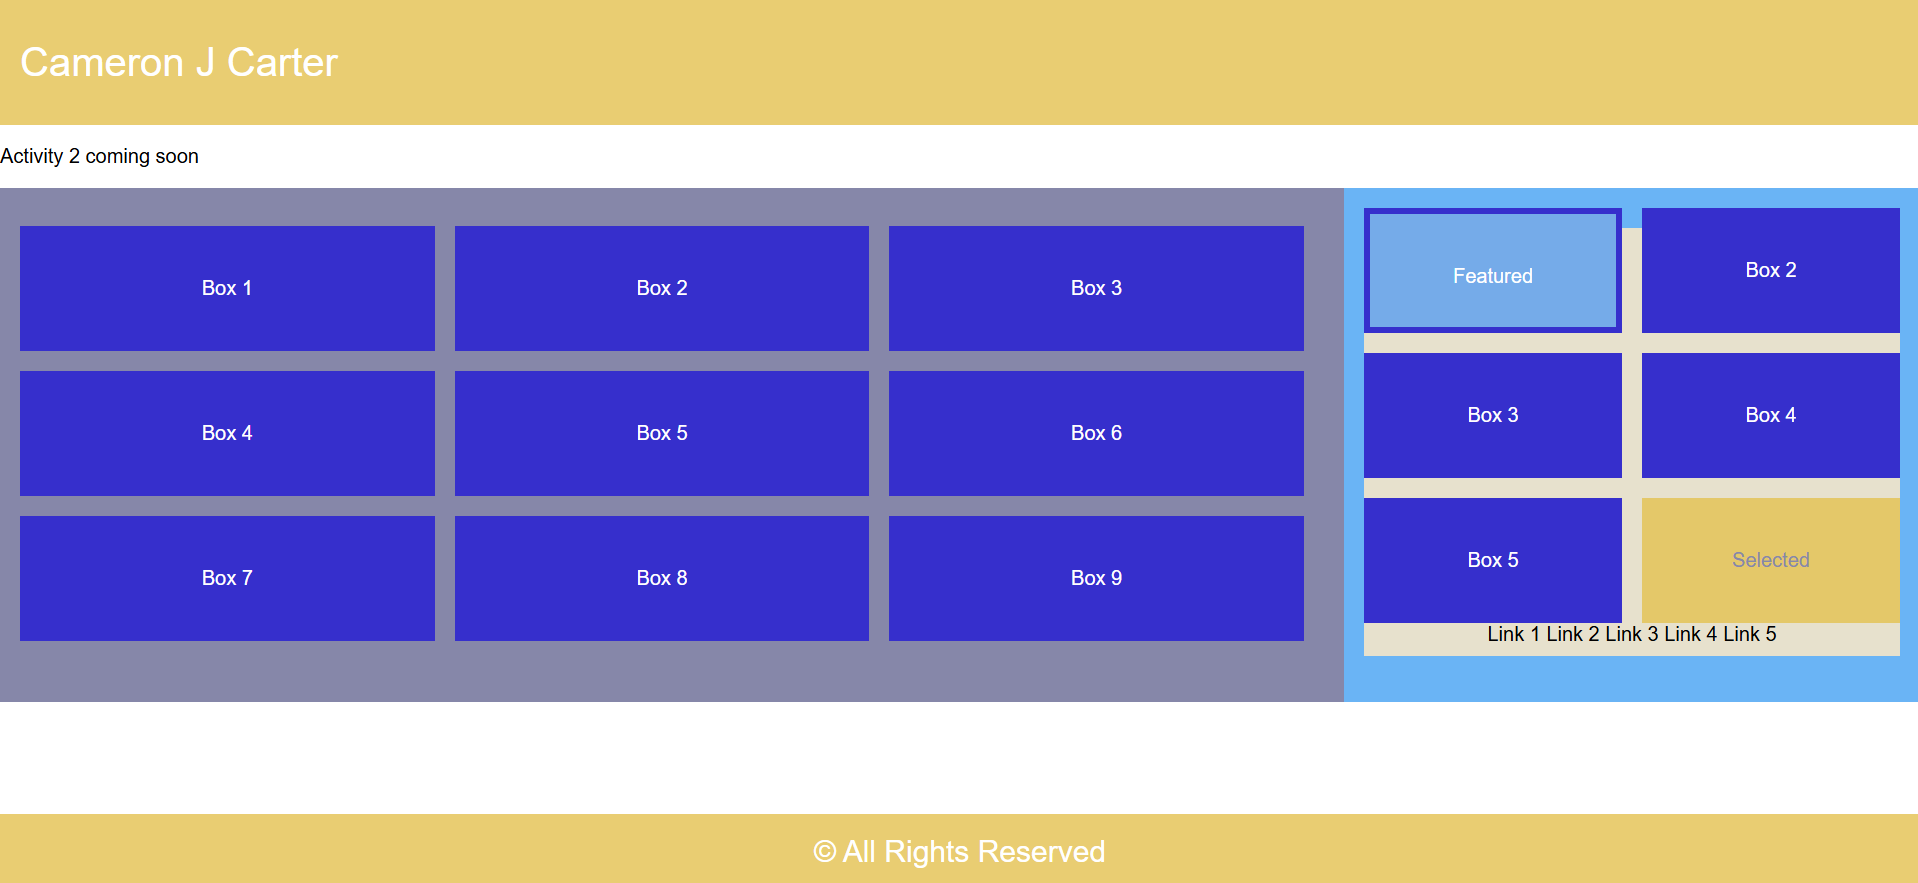 Cameron J Carter
Activity 2 coming soon
Box 1
Box 2
Box 3
Box 4
Box 5
Box 6
Box 7
Box 8
Box 9
Featured
Box 2
Box 3
Box 4
Box 5
Selected
Link 1 Link 2 Link 3 Link 4 Link 5
© All Rights Reserved